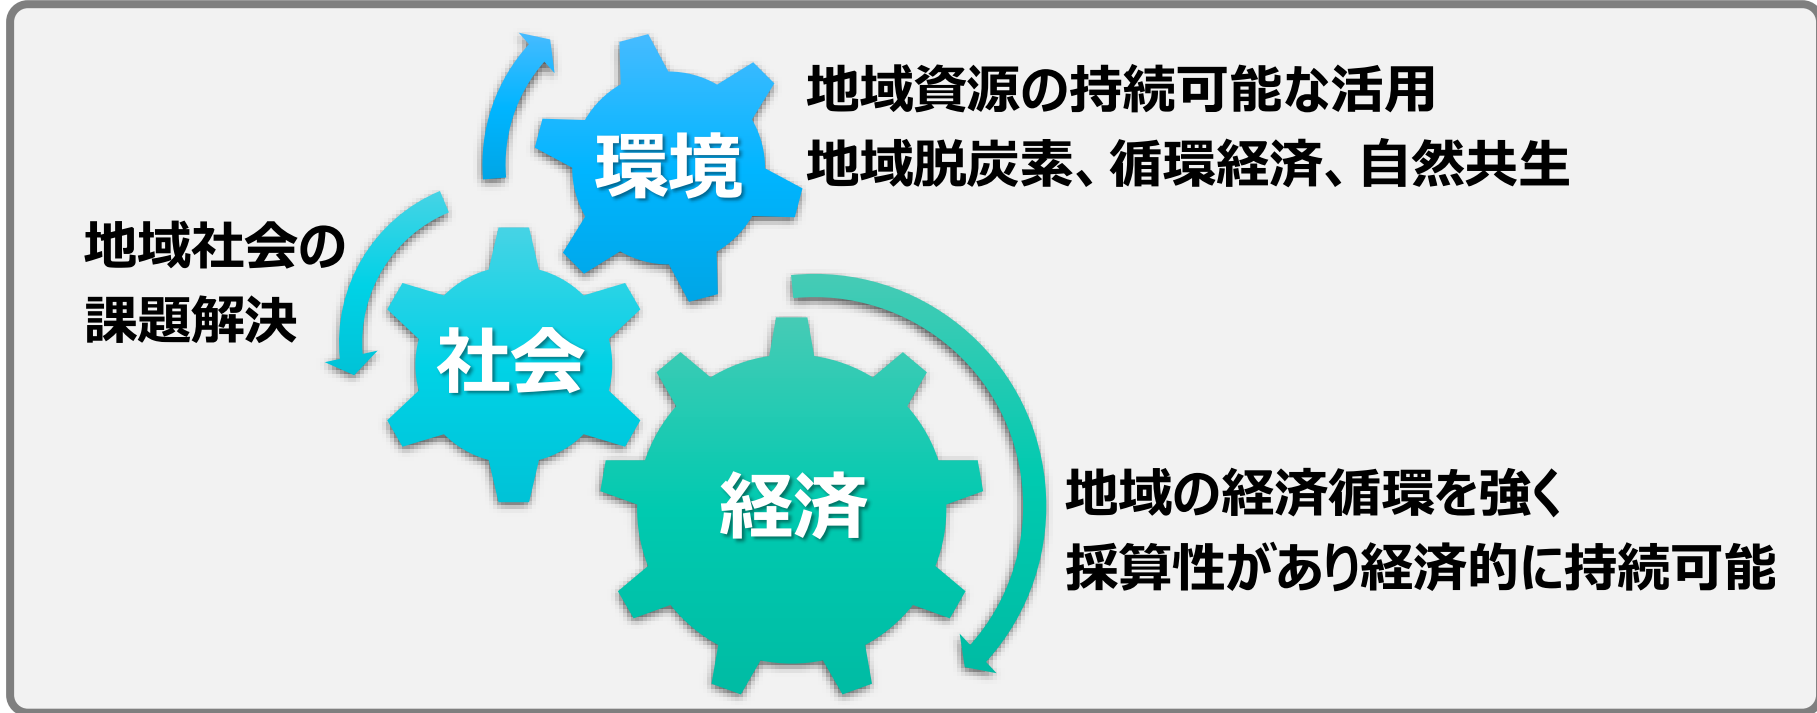 環境
地域資源の持続可能な活用
地域脱炭素、循環経済、自然共生
地域社会の
課題解決
社会
経済
地域の経済循環を強く
採算性があり経済的に持続可能